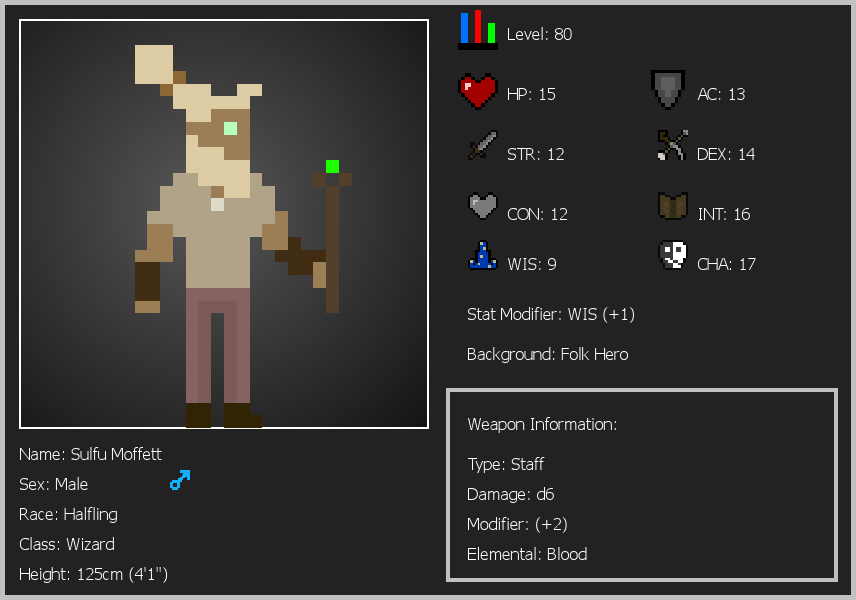 Level: 80
HP: 15
AC: 13
STR: 12
DEX: 14
CON: 12
INT: 16
WIS: 9
CHA: 17
Stat Modifier: WIS (+1)
Background: Folk Hero
Weapon Information:
Type: Staff
Damage: d6
Modifier: (+2)
Elemental: Blood
Name: Sulfu Moffett
Sex: Male
Race: Halfling
Class: Wizard
Height: 125cm (4'1")